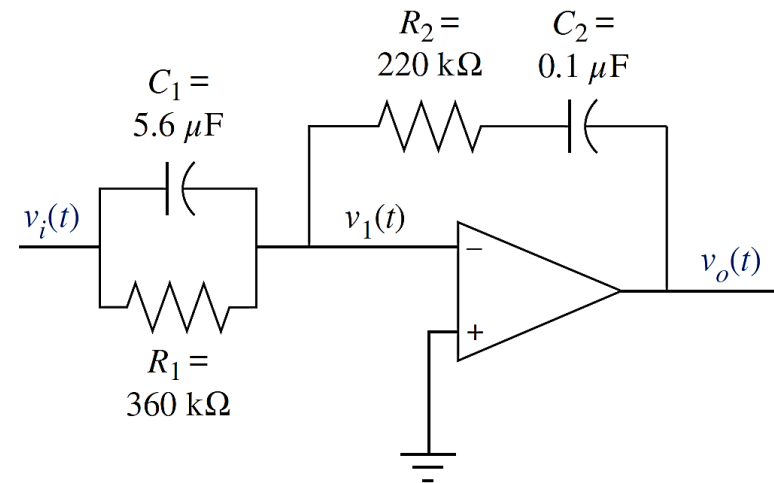 R₂ =
220 kΩ
C₂ =
0.1 μF
C₁ =
5.6 μF
vᵢ(t)
v₁(t)
vₒ(t)
−
+
R₁ =
360 kΩ